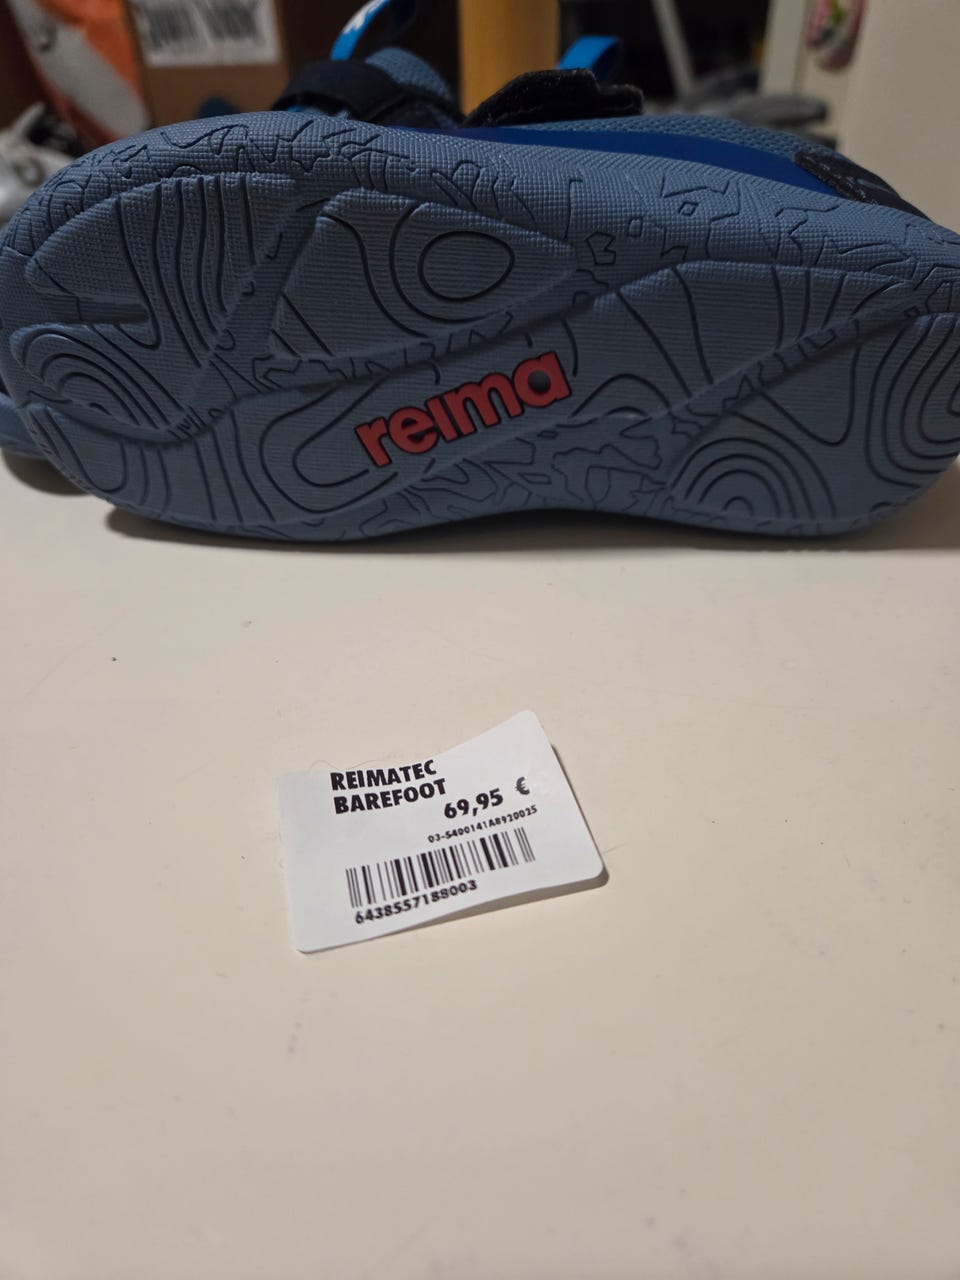 reima
REIMATEC
BAREFOOT
69,95 €
03-5400141A8920025
6438557188003